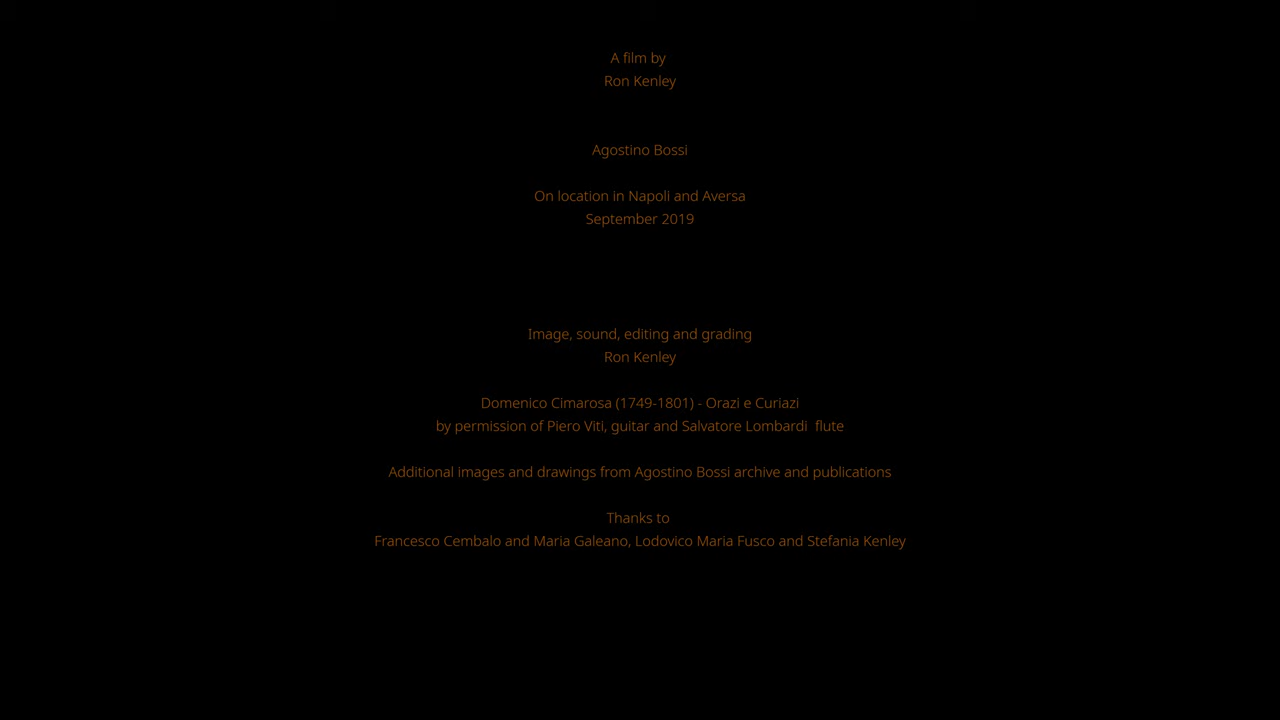 A film by
Ron Kenley
Agostino Bossi
On location in Napoli and Aversa
September 2019
Image, sound, editing and grading
Ron Kenley
Domenico Cimarosa (1749-1801) - Orazi e Curiazi
by permission of Piero Viti, guitar and Salvatore Lombardi  flute
Additional images and drawings from Agostino Bossi archive and publications
Thanks to
Francesco Cembalo and Maria Galeano, Lodovico Maria Fusco and Stefania Kenley